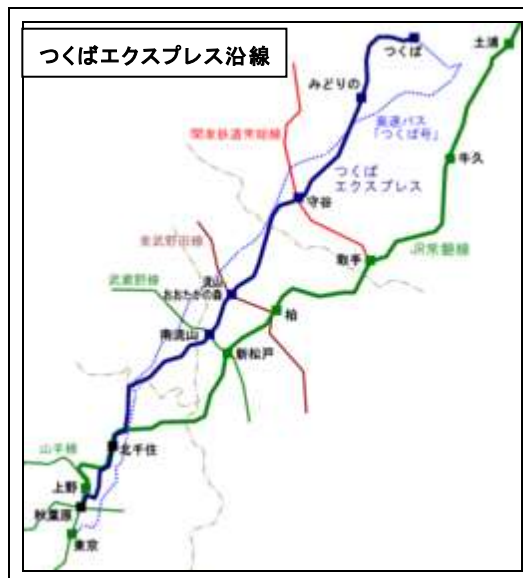 つくばエクスプレス沿線
土浦
つくば
みどりの
高速バス
「つくば号」
関東鉄道常総線
牛久
つくば
エクスプレス
守谷
JR常磐線
取手
東武野田線
流山
おおたかの森
武蔵野線
柏
南流山
新松戸
北千住
山手線
上野
秋葉原
東京